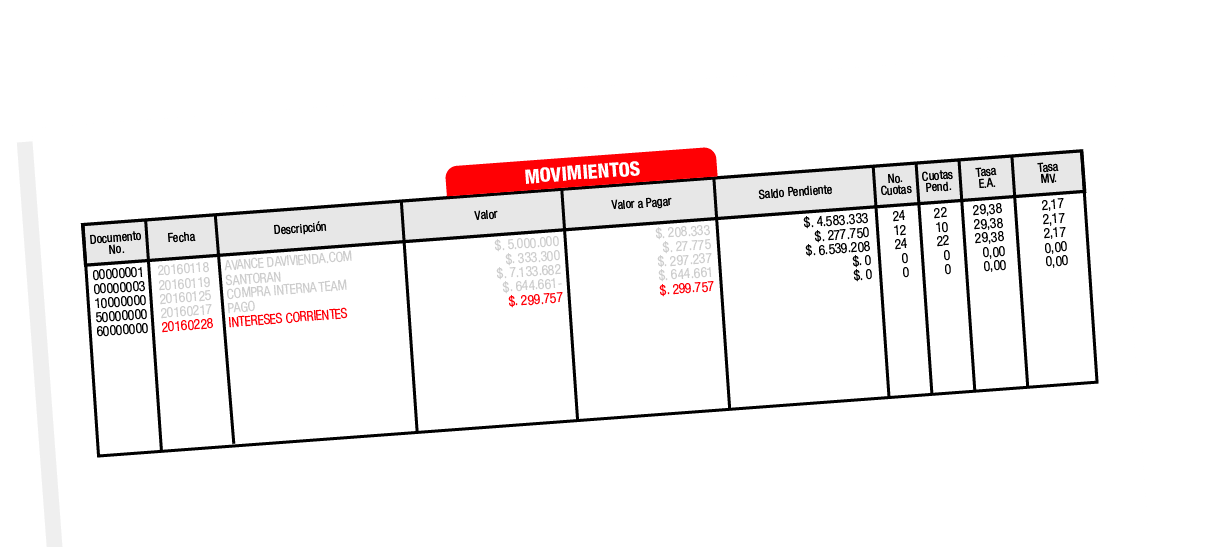 MOVIMIENTOS
Documento No. Fecha Descripción Valor Valor a Pagar Saldo Pendiente No. Cuotas Cuotas Pend. Tasa E.A. Tasa MV.
00000001 20160118 AVANCE DAVIVIENDA.COM $. 5.000.000 $. 208.333 $. 4.583.333 24 22 29,38 2,17
00000003 20160119 SANTORAN $. 333.300 $. 27.775 $. 277.750 12 10 29,38 2,17
10000000 20160125 COMPRA INTERNA TEAM $. 7.133.682 $. 297.237 $. 6.539.208 24 22 29,38 2,17
50000000 20160217 PAGO $. 644.661- $. 644.661 $. 0 0 0 0,00 0,00
60000000 20160228 INTERESES CORRIENTES $. 299.757 $. 299.757 $. 0 0 0 0,00 0,00